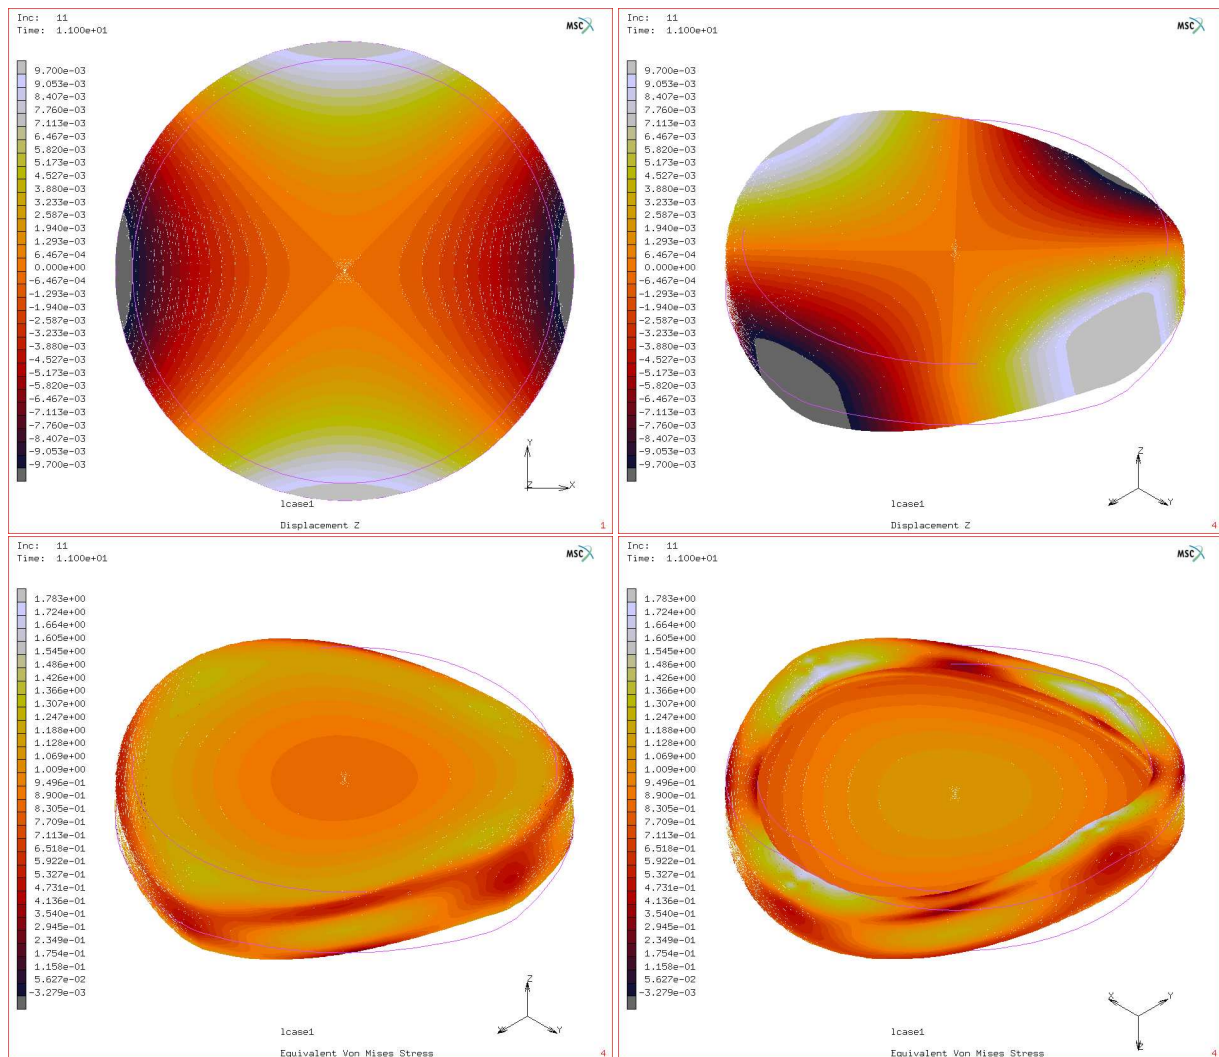 Inc: 11
Time: 1.100e+01
MSC
9.700e-03
9.053e-03
8.407e-03
7.760e-03
7.113e-03
6.467e-03
5.820e-03
5.173e-03
4.527e-03
3.880e-03
3.233e-03
2.587e-03
1.940e-03
1.293e-03
6.467e-04
0.000e+00
-6.467e-04
-1.293e-03
-1.940e-03
-2.587e-03
-3.233e-03
-3.880e-03
-4.527e-03
-5.173e-03
-5.820e-03
-6.467e-03
-7.113e-03
-7.760e-03
-8.407e-03
-9.053e-03
-9.700e-03
Y
Z
X
lcase1
Displacement Z
1
Inc: 11
Time: 1.100e+01
MSC
9.700e-03
9.053e-03
8.407e-03
7.760e-03
7.113e-03
6.467e-03
5.820e-03
5.173e-03
4.527e-03
3.880e-03
3.233e-03
2.587e-03
1.940e-03
1.293e-03
6.467e-04
0.000e+00
-6.467e-04
-1.293e-03
-1.940e-03
-2.587e-03
-3.233e-03
-3.880e-03
-4.527e-03
-5.173e-03
-5.820e-03
-6.467e-03
-7.113e-03
-7.760e-03
-8.407e-03
-9.053e-03
-9.700e-03
Z
X
Y
lcase1
Displacement Z
4
Inc: 11
Time: 1.100e+01
MSC
1.783e+00
1.724e+00
1.664e+00
1.605e+00
1.545e+00
1.486e+00
1.426e+00
1.366e+00
1.307e+00
1.247e+00
1.188e+00
1.128e+00
1.069e+00
1.009e+00
9.496e-01
8.900e-01
8.305e-01
7.709e-01
7.113e-01
6.518e-01
5.922e-01
5.327e-01
4.731e-01
4.136e-01
3.540e-01
2.945e-01
2.349e-01
1.754e-01
1.158e-01
5.627e-02
-3.279e-03
Z
X
Y
lcase1
Equivalent Von Mises Stress
4
Inc: 11
Time: 1.100e+01
MSC
1.783e+00
1.724e+00
1.664e+00
1.605e+00
1.545e+00
1.486e+00
1.426e+00
1.366e+00
1.307e+00
1.247e+00
1.188e+00
1.128e+00
1.069e+00
1.009e+00
9.496e-01
8.900e-01
8.305e-01
7.709e-01
7.113e-01
6.518e-01
5.922e-01
5.327e-01
4.731e-01
4.136e-01
3.540e-01
2.945e-01
2.349e-01
1.754e-01
1.158e-01
5.627e-02
-3.279e-03
X
Y
Z
lcase1
Equivalent Von Mises Stress
4